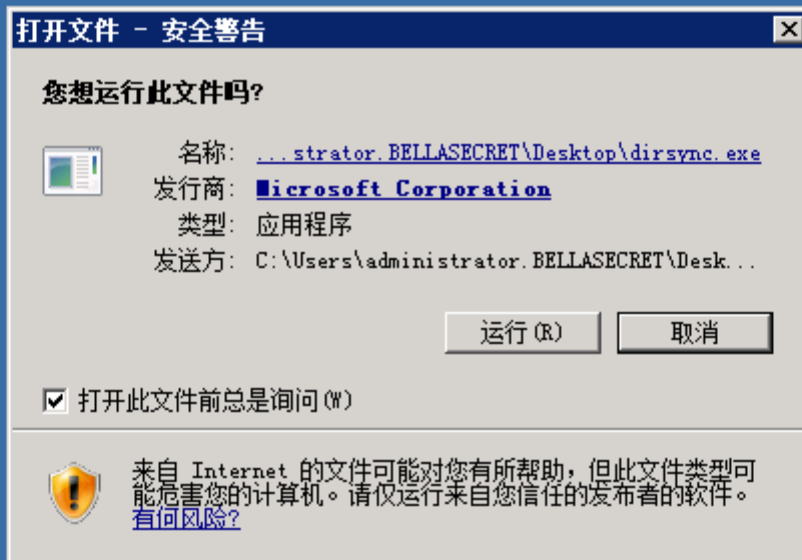 打开文件 - 安全警告
您想运行此文件吗?
名称: ...strator.BELLASECRET\Desktop\dirsync.exe
发行商: Microsoft Corporation
类型: 应用程序
发送方: C:\Users\administrator.BELLASECRET\Desk...
运行(R) 取消
打开此文件前总是询问(W)
来自 Internet 的文件可能对您有所帮助，但此文件类型可
能危害您的计算机。请仅运行来自您信任的发布者的软件。
有何风险?